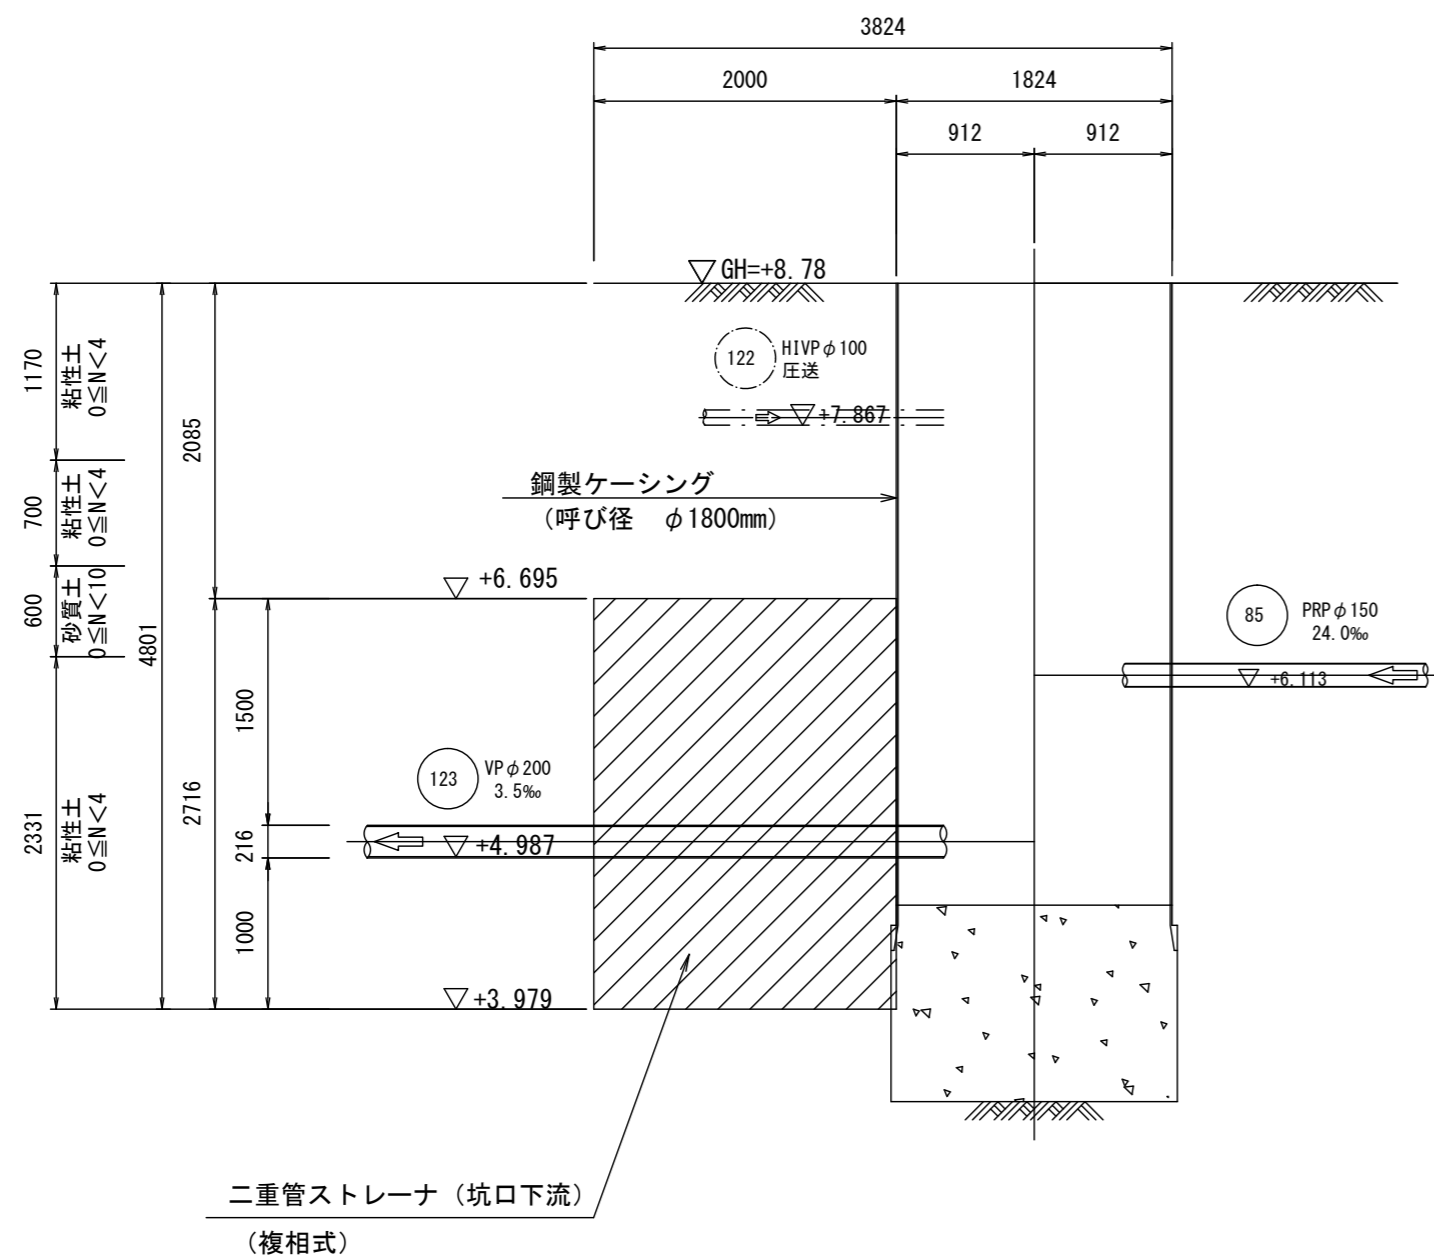 3824
2000
1824
912
912
GH=+8.78
122
HIVPφ100
圧送
+7.867
鋼製ケーシング
(呼び径 φ1800mm)
1170
粘性土
0≦N<4
700
粘性土
0≦N<4
600
砂質土
0≦N<10
2331
粘性土
0≦N<4
4801
2085
2716
1500
216
1000
+6.695
85
PRPφ150
24.0‰
+6.113
123
VPφ200
3.5‰
+4.987
+3.979
二重管ストレーナ(坑口下流)
(複相式)